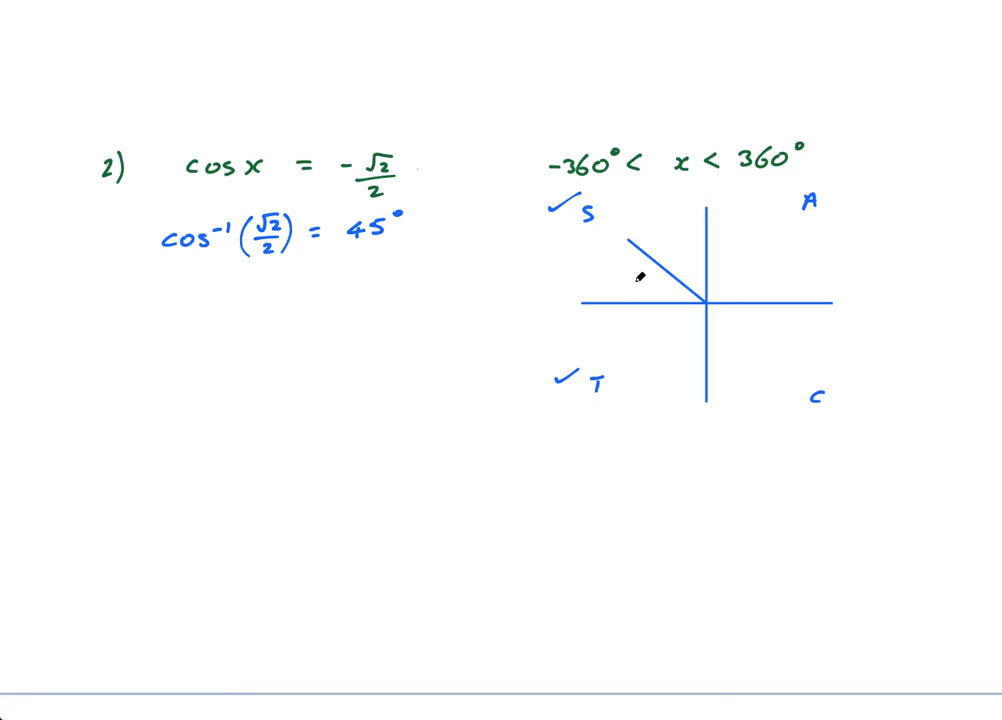 2) cos x = -√2/2 -360° < x < 360°
cos⁻¹(√2/2) = 45°
✓ S A
✓ T C